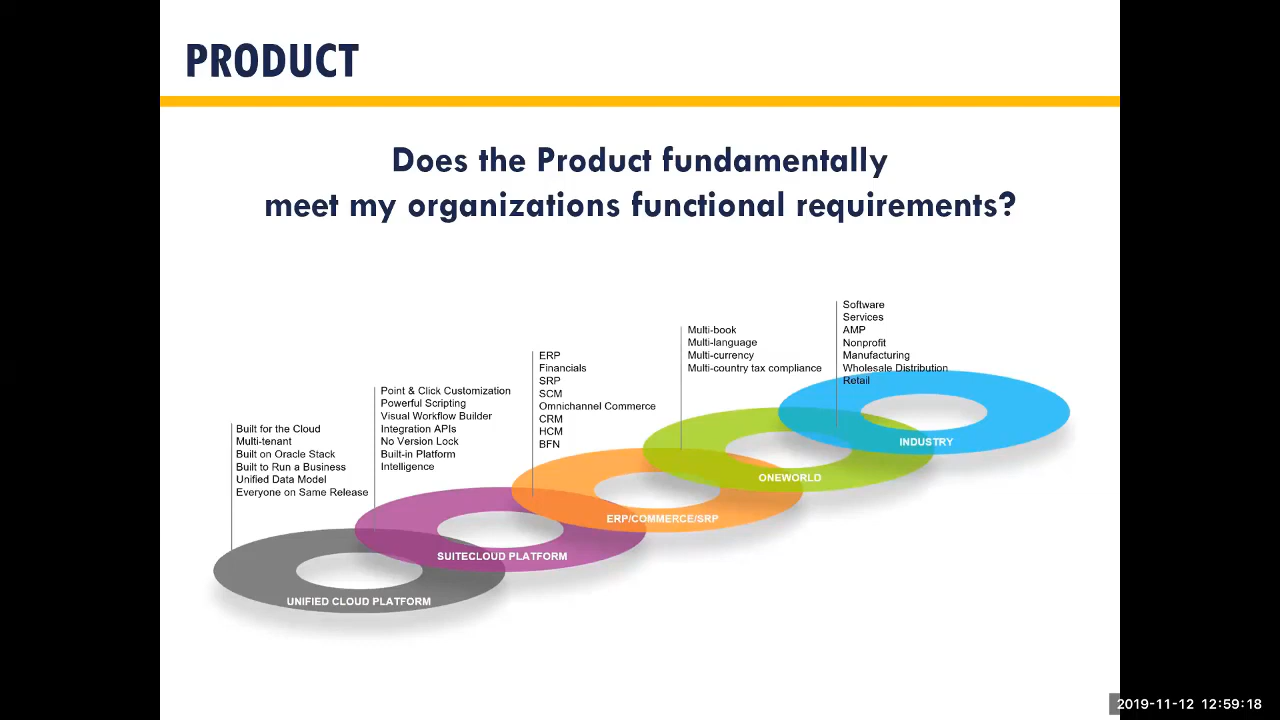 PRODUCT
Does the Product fundamentally
meet my organizations functional requirements?
Built for the Cloud
Multi-tenant
Built on Oracle Stack
Built to Run a Business
Unified Data Model
Everyone on Same Release
UNIFIED CLOUD PLATFORM
Point & Click Customization
Powerful Scripting
Visual Workflow Builder
Integration APIs
No Version Lock
Built-in Platform
Intelligence
SUITECLOUD PLATFORM
ERP
Financials
SRP
SCM
Omnichannel Commerce
CRM
HCM
BFN
ERP/COMMERCE/SRP
Multi-book
Multi-language
Multi-currency
Multi-country tax compliance
ONEWORLD
Software
Services
AMP
Nonprofit
Manufacturing
Wholesale Distribution
Retail
INDUSTRY
2019-11-12 12:59:18